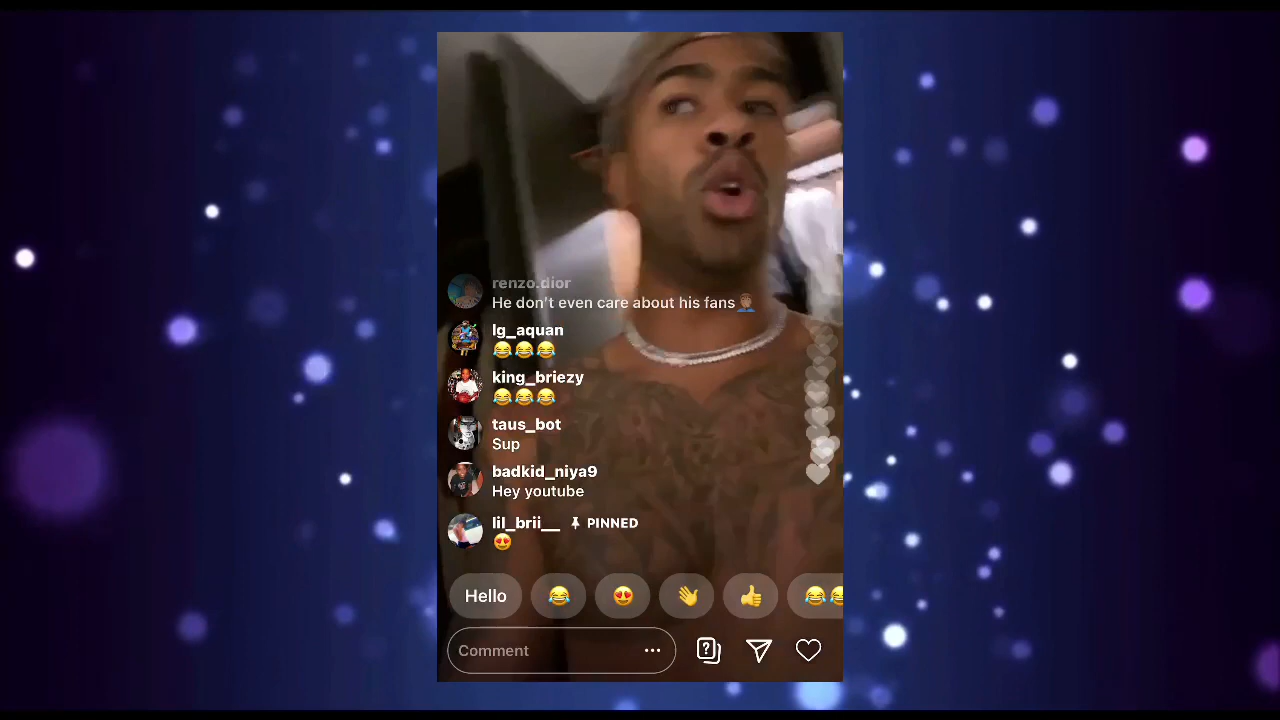 renzo.dior
He don't even care about his fans🤦🏽‍♂️
lg_aquan
😂😂😂
king_briezy
😂😂😂
taus_bot
Sup
badkid_niya9
Hey youtube
lil_brii__ PINNED
😍
Hello 😂 😍 👋 👍 😂😂
Comment ...